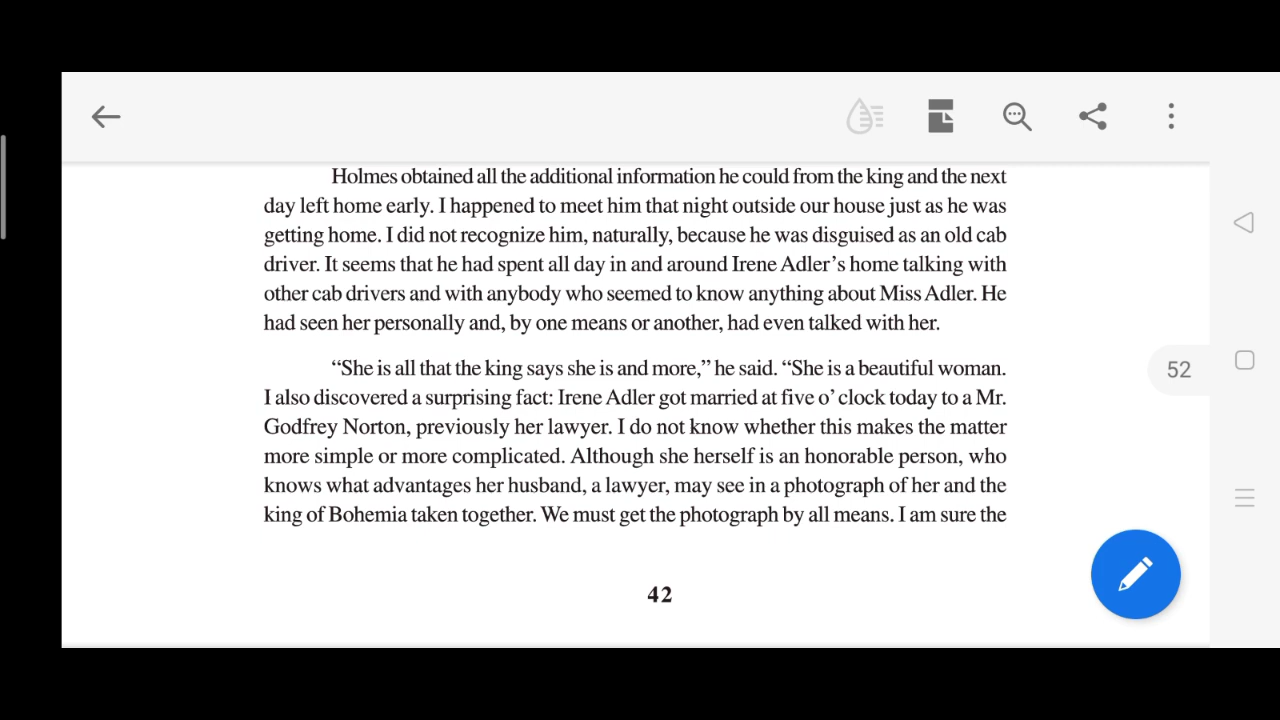 Holmes obtained all the additional information he could from the king and the next
day left home early. I happened to meet him that night outside our house just as he was
getting home. I did not recognize him, naturally, because he was disguised as an old cab
driver. It seems that he had spent all day in and around Irene Adler’s home talking with
other cab drivers and with anybody who seemed to know anything about Miss Adler. He
had seen her personally and, by one means or another, had even talked with her.
“She is all that the king says she is and more,” he said. “She is a beautiful woman.
I also discovered a surprising fact: Irene Adler got married at five o’ clock today to a Mr.
Godfrey Norton, previously her lawyer. I do not know whether this makes the matter
more simple or more complicated. Although she herself is an honorable person, who
knows what advantages her husband, a lawyer, may see in a photograph of her and the
king of Bohemia taken together. We must get the photograph by all means. I am sure the
52
42